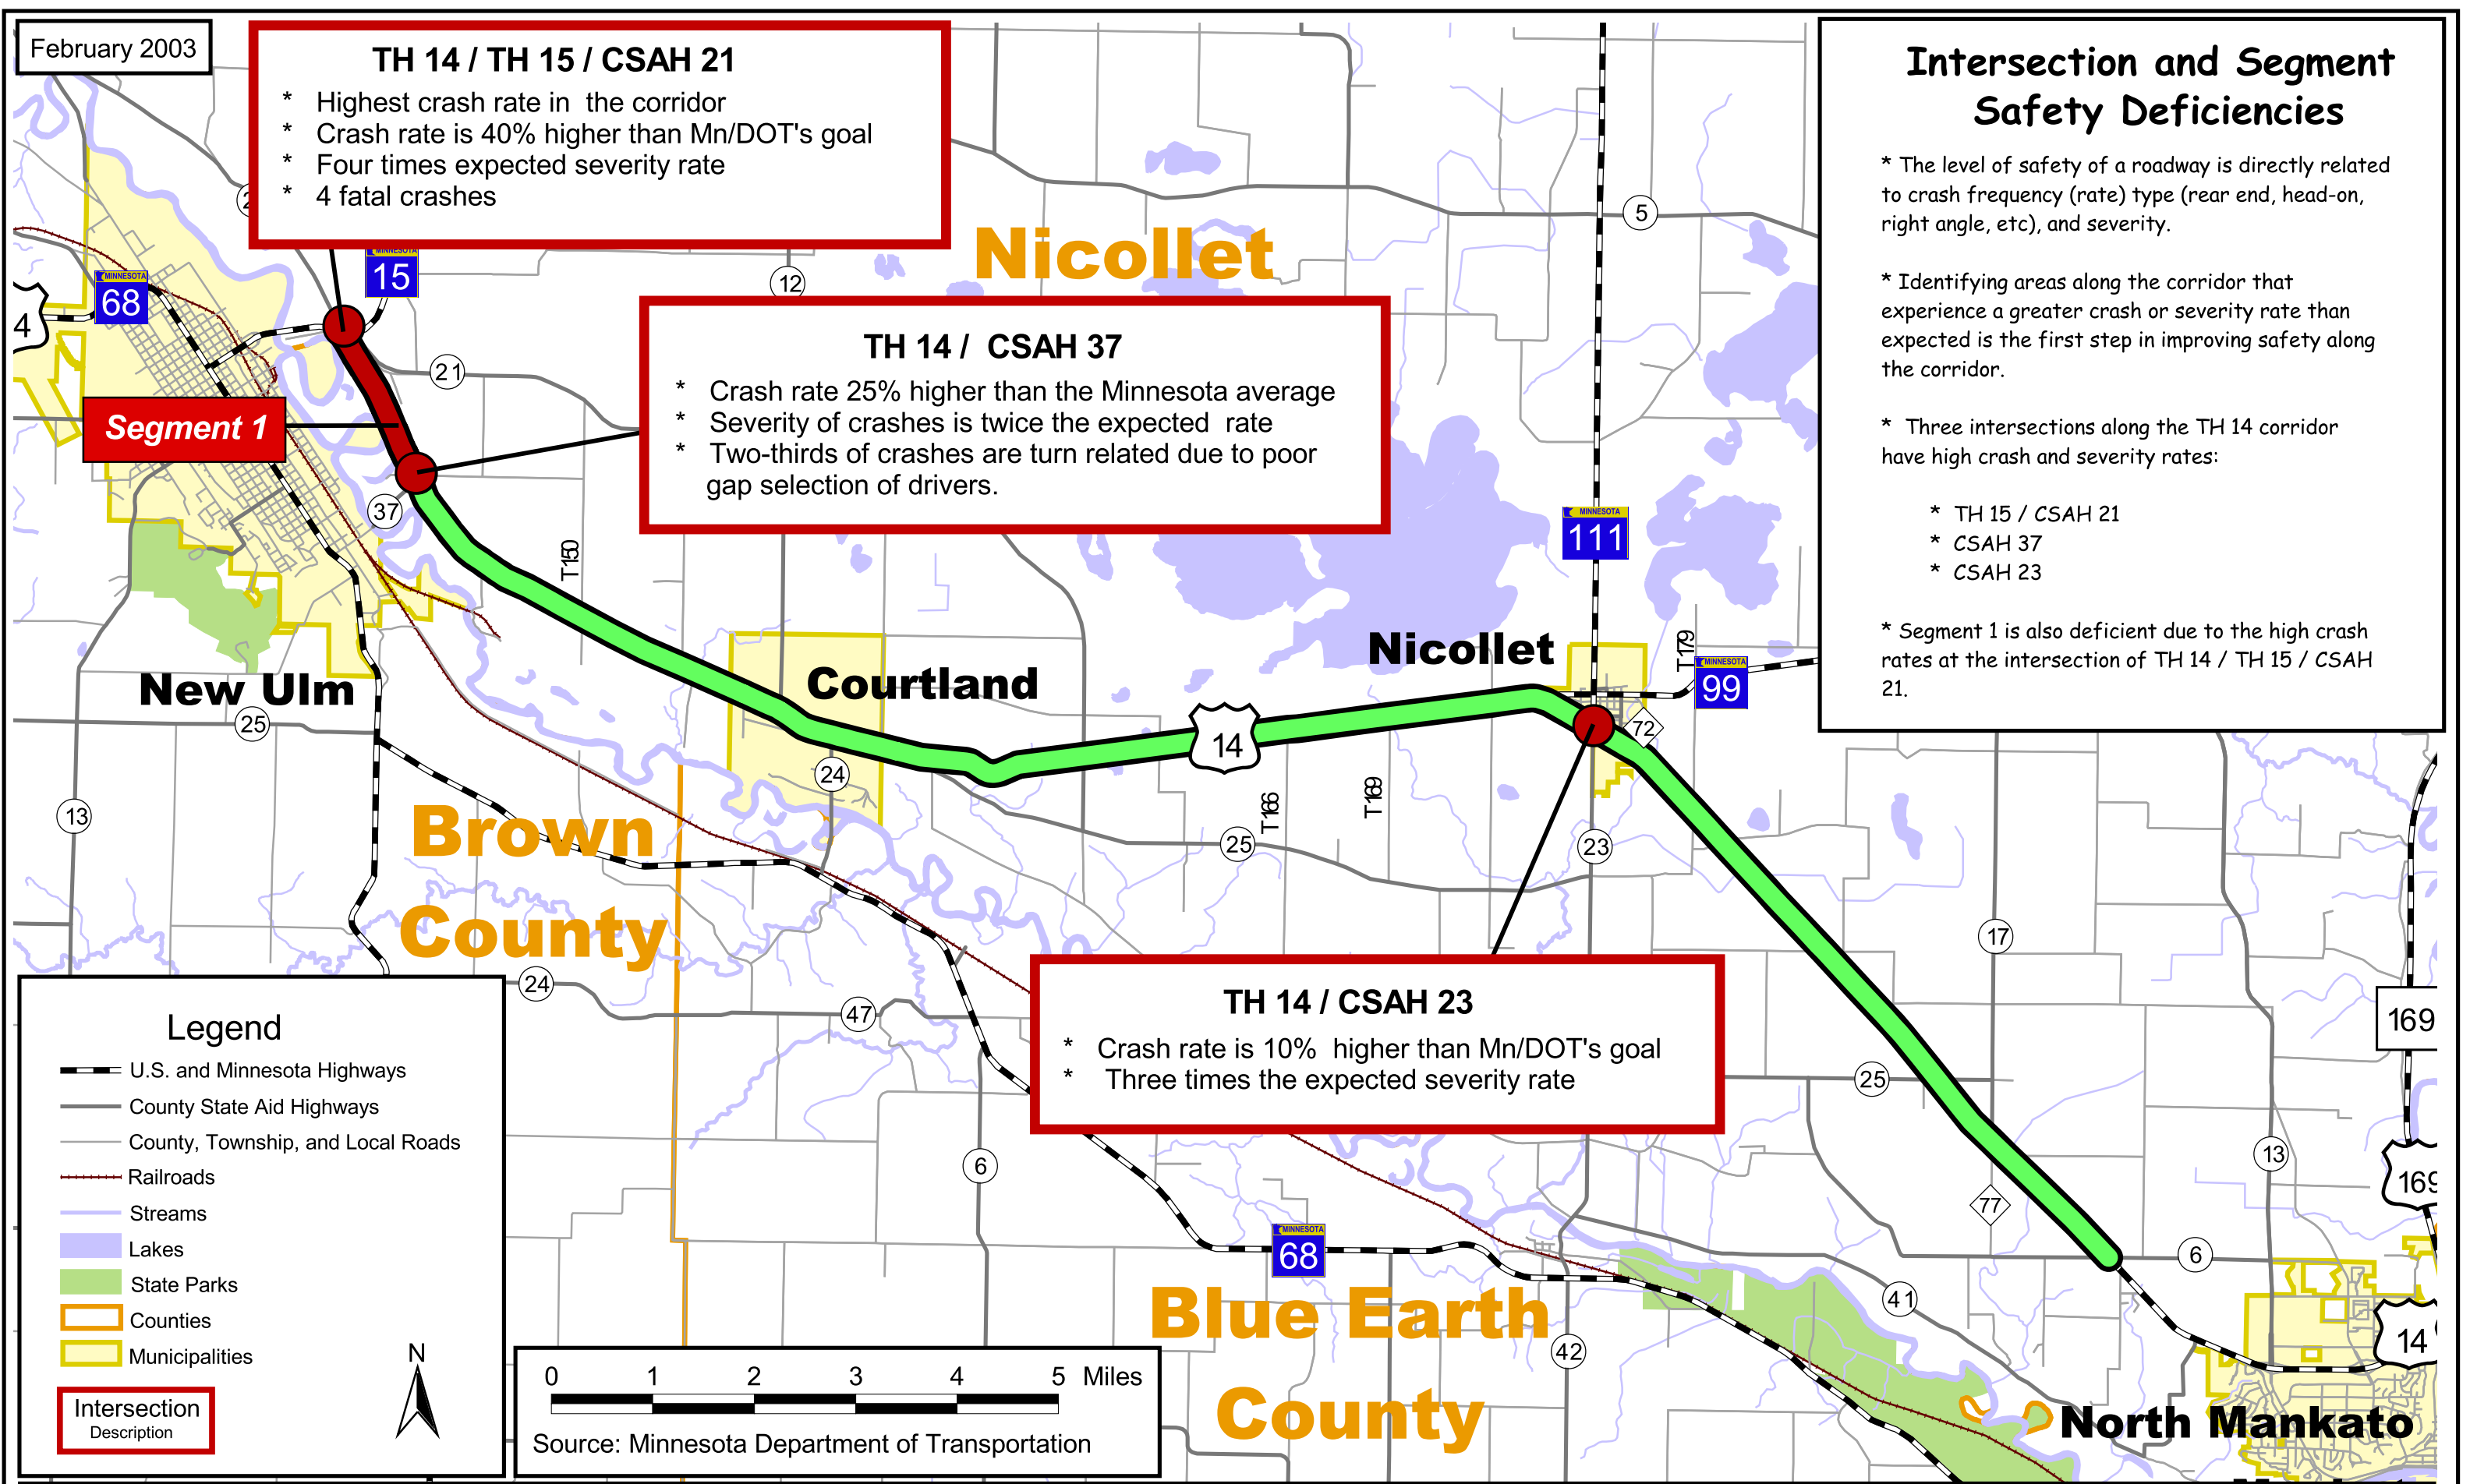 February 2003
TH 14 / TH 15 / CSAH 21
* Highest crash rate in the corridor
* Crash rate is 40% higher than Mn/DOT's goal
* Four times expected severity rate
* 4 fatal crashes
Intersection and Segment
Safety Deficiencies
* The level of safety of a roadway is directly related
to crash frequency (rate) type (rear end, head-on,
right angle, etc), and severity.
* Identifying areas along the corridor that
experience a greater crash or severity rate than
expected is the first step in improving safety along
the corridor.
* Three intersections along the TH 14 corridor
have high crash and severity rates:
* TH 15 / CSAH 21
* CSAH 37
* CSAH 23
* Segment 1 is also deficient due to the high crash
rates at the intersection of TH 14 / TH 15 / CSAH
21.
5
Nicollet
MINNESOTA
15
12
MINNESOTA
68
4
21
TH 14 / CSAH 37
* Crash rate 25% higher than the Minnesota average
* Severity of crashes is twice the expected rate
* Two-thirds of crashes are turn related due to poor
gap selection of drivers.
Segment 1
37
T150
MINNESOTA
111
Nicollet
T179
MINNESOTA
99
72
New Ulm
25
Courtland
14
24
T166
T169
25
23
13
Brown
County
24
47
17
TH 14 / CSAH 23
* Crash rate is 10% higher than Mn/DOT's goal
* Three times the expected severity rate
169
25
6
13
169
77
6
MINNESOTA
68
Blue Earth
County
42
41
14
North Mankato
Legend
U.S. and Minnesota Highways
County State Aid Highways
County, Township, and Local Roads
Railroads
Streams
Lakes
State Parks
Counties
Municipalities
Intersection
Description
N
0 1 2 3 4 5 Miles
Source: Minnesota Department of Transportation